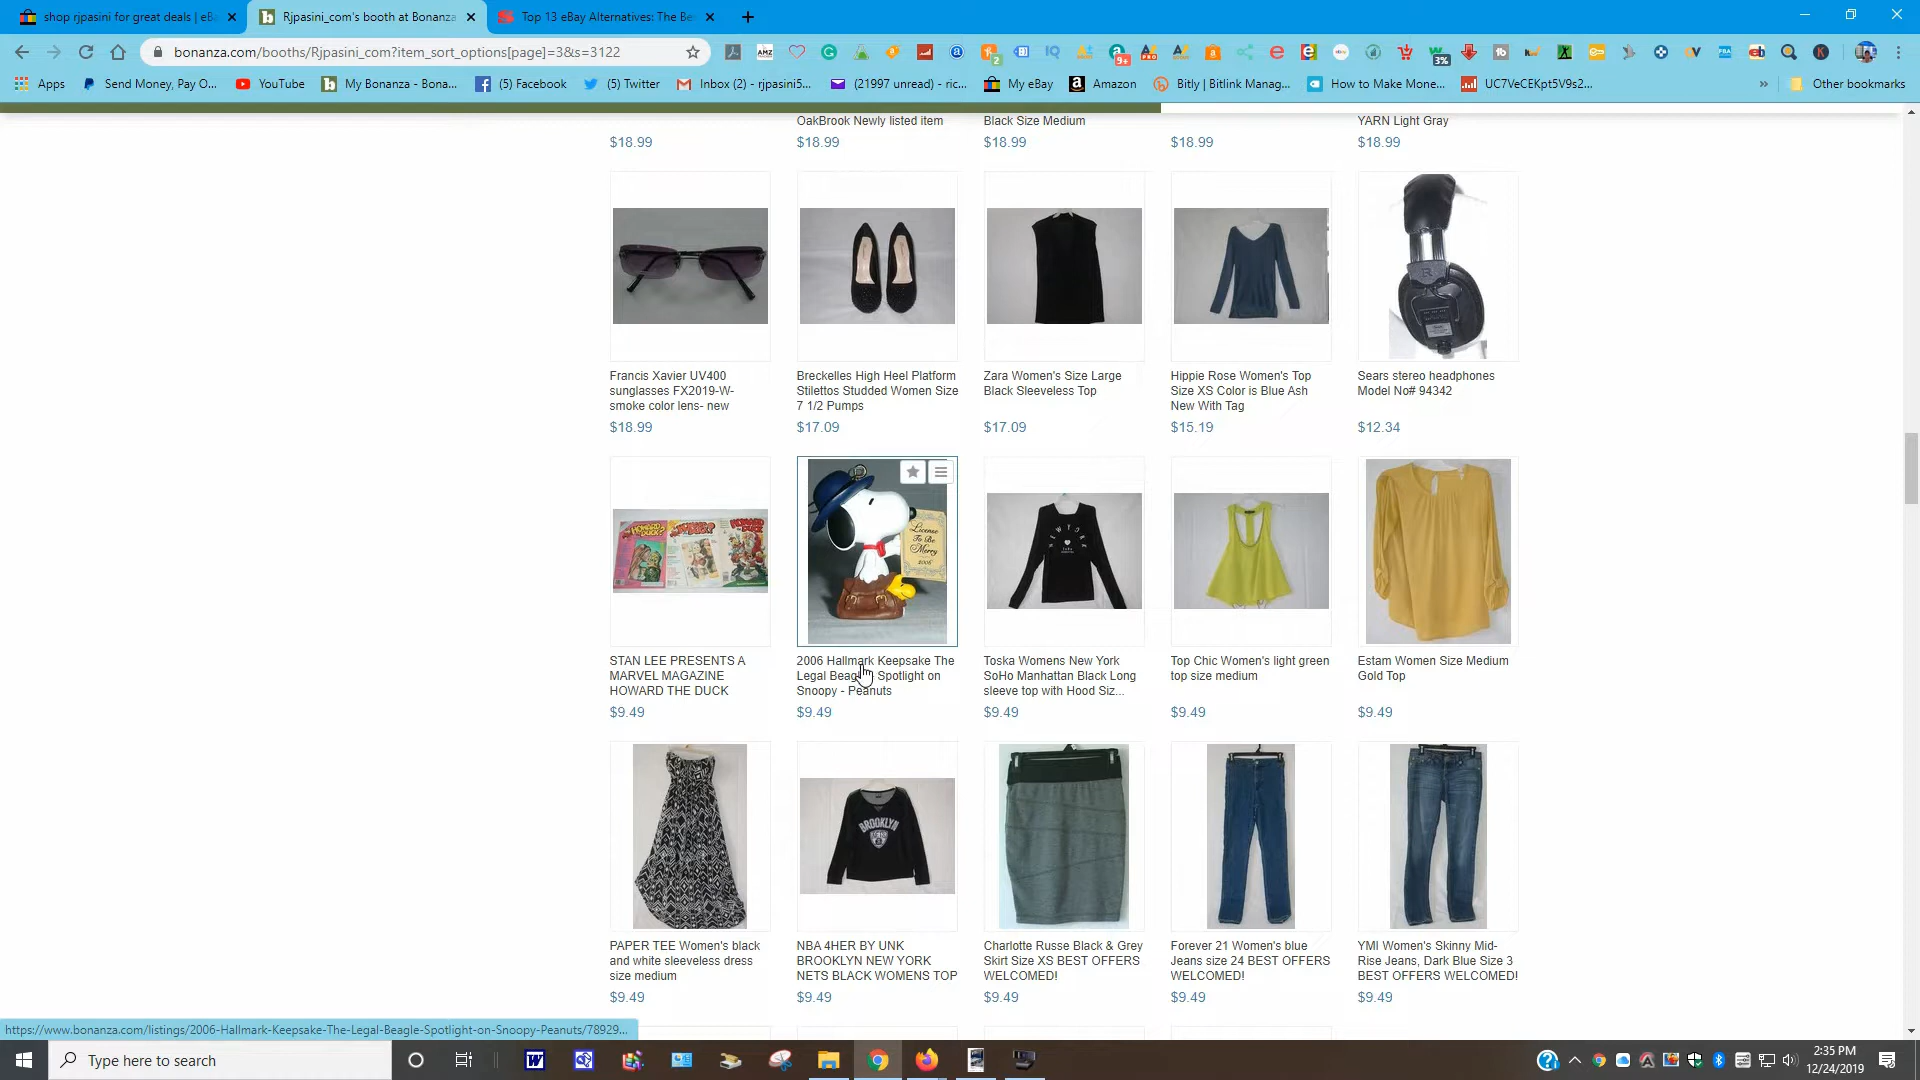 shop rjpasini for great deals | eB
Rjpasini_com's booth at Bonanza
Top 13 eBay Alternatives: The Be
bonanza.com/booths/Rjpasini_com?item_sort_options[page]=3&s=3122
Apps
Send Money, Pay O...
YouTube
My Bonanza - Bona...
(5) Facebook
(5) Twitter
Inbox (2) - rjpasini5...
(21997 unread) - ric...
My eBay
Amazon
Bitly | Bitlink Manag...
How to Make Mone...
UC7VeCEKpt5V9s2...
Other bookmarks
OakBrook Newly listed item
Black Size Medium
YARN Light Gray
$18.99
$18.99
$18.99
$18.99
$18.99
Francis Xavier UV400
sunglasses FX2019-W-
smoke color lens- new
$18.99
Breckelles High Heel Platform
Stilettos Studded Women Size
7 1/2 Pumps
$17.09
Zara Women's Size Large
Black Sleeveless Top
$17.09
Hippie Rose Women's Top
Size XS Color is Blue Ash
New With Tag
$15.19
Sears stereo headphones
Model No# 94342
$12.34
License
To Be
Merry
2006
STAN LEE PRESENTS A
MARVEL MAGAZINE
HOWARD THE DUCK
$9.49
2006 Hallmark Keepsake The
Legal Beagle Spotlight on
Snoopy - Peanuts
$9.49
Toska Womens New York
SoHo Manhattan Black Long
sleeve top with Hood Siz...
$9.49
Top Chic Women's light green
top size medium
$9.49
Estam Women Size Medium
Gold Top
$9.49
BROOKLYN
PAPER TEE Women's black
and white sleeveless dress
size medium
$9.49
NBA 4HER BY UNK
BROOKLYN NEW YORK
NETS BLACK WOMENS TOP
$9.49
Charlotte Russe Black & Grey
Skirt Size XS BEST OFFERS
WELCOMED!
$9.49
Forever 21 Women's blue
Jeans size 24 BEST OFFERS
WELCOMED!
$9.49
YMI Women's Skinny Mid-
Rise Jeans, Dark Blue Size 3
BEST OFFERS WELCOMED!
$9.49
https://www.bonanza.com/listings/2006-Hallmark-Keepsake-The-Legal-Beagle-Spotlight-on-Snoopy-Peanuts/78929...
Type here to search
2:35 PM
12/24/2019